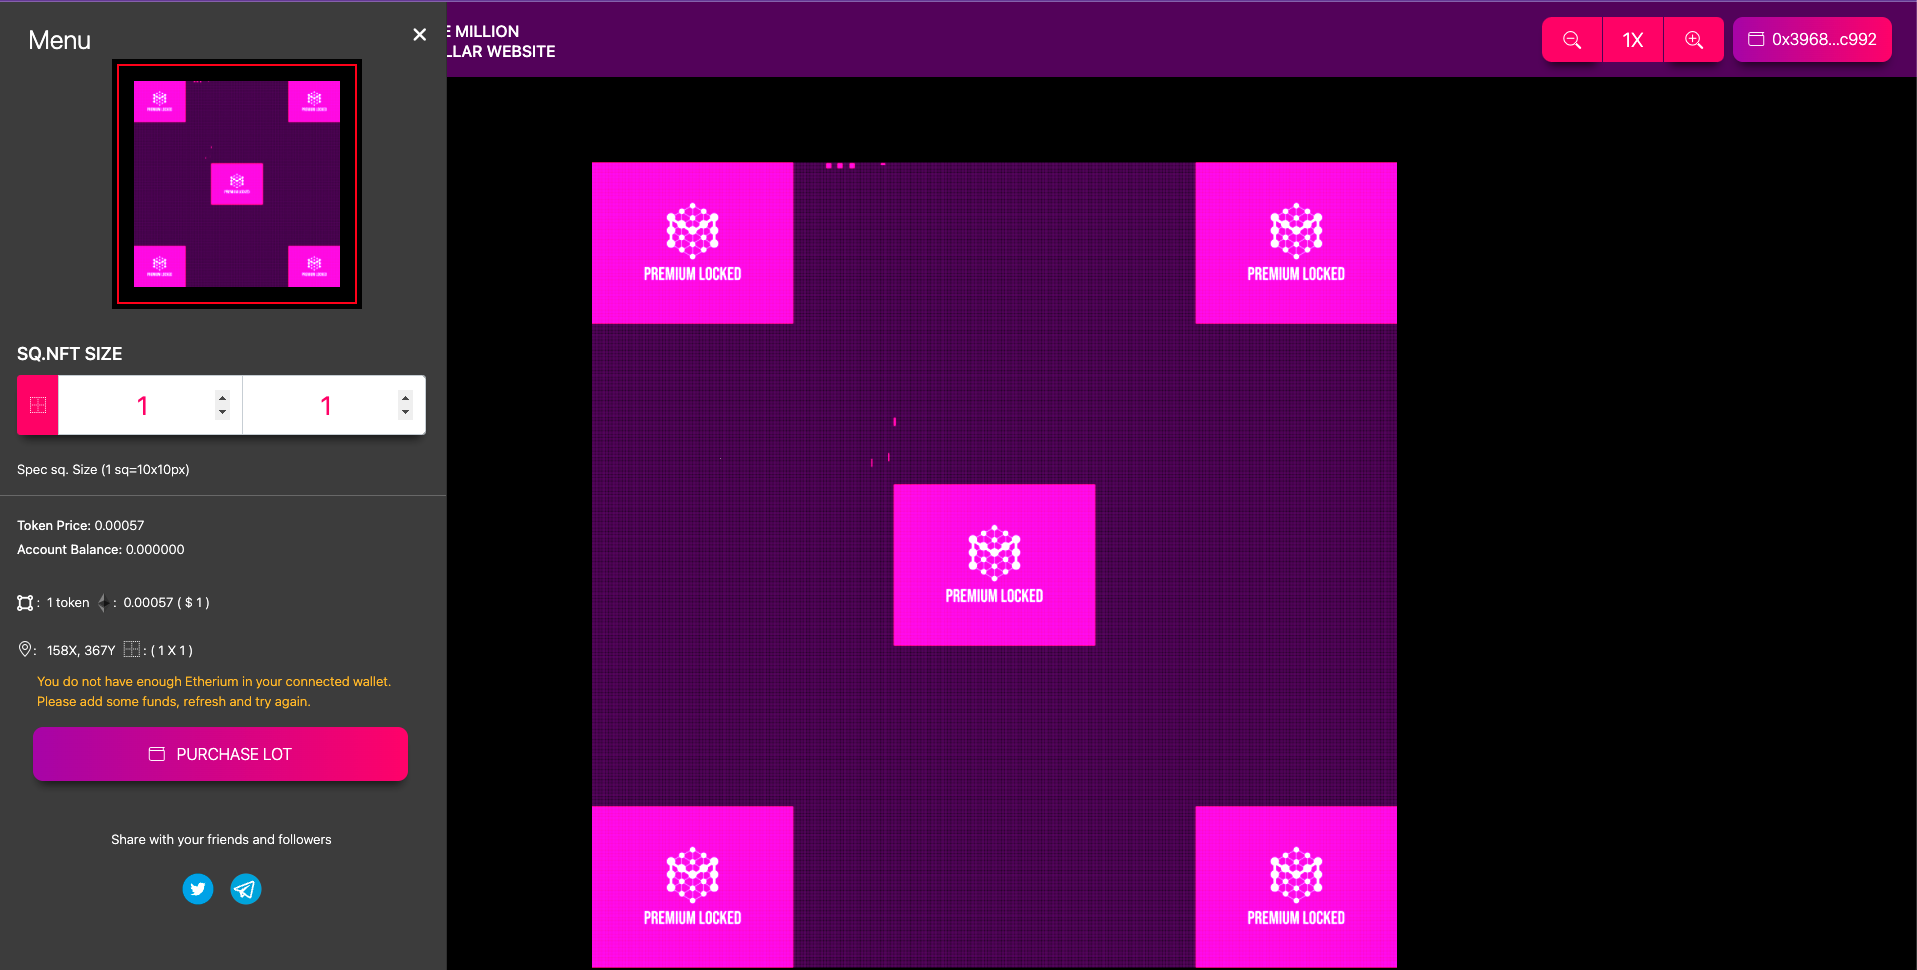 Menu
E MILLION
LLAR WEBSITE
1X
0x3968...c992
SQ.NFT SIZE
1
1
Spec sq. Size (1 sq=10x10px)
Token Price: 0.00057
Account Balance: 0.000000
: 1 token : 0.00057 ( $ 1 )
: 158X, 367Y : ( 1 X 1 )
You do not have enough Etherium in your connected wallet.
Please add some funds, refresh and try again.
PURCHASE LOT
Share with your friends and followers
PREMIUM LOCKED
PREMIUM LOCKED
PREMIUM LOCKED
PREMIUM LOCKED
PREMIUM LOCKED